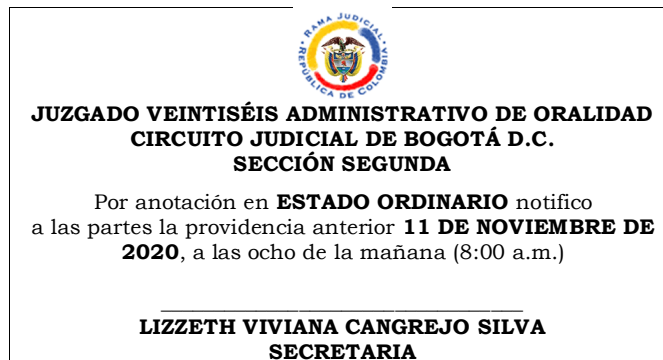 RAMA JUDICIAL
REPÚBLICA DE COLOMBIA
JUZGADO VEINTISÉIS ADMINISTRATIVO DE ORALIDAD
CIRCUITO JUDICIAL DE BOGOTÁ D.C.
SECCIÓN SEGUNDA
Por anotación en ESTADO ORDINARIO notifico
a las partes la providencia anterior 11 DE NOVIEMBRE DE
2020, a las ocho de la mañana (8:00 a.m.)
LIZZETH VIVIANA CANGREJO SILVA
SECRETARIA